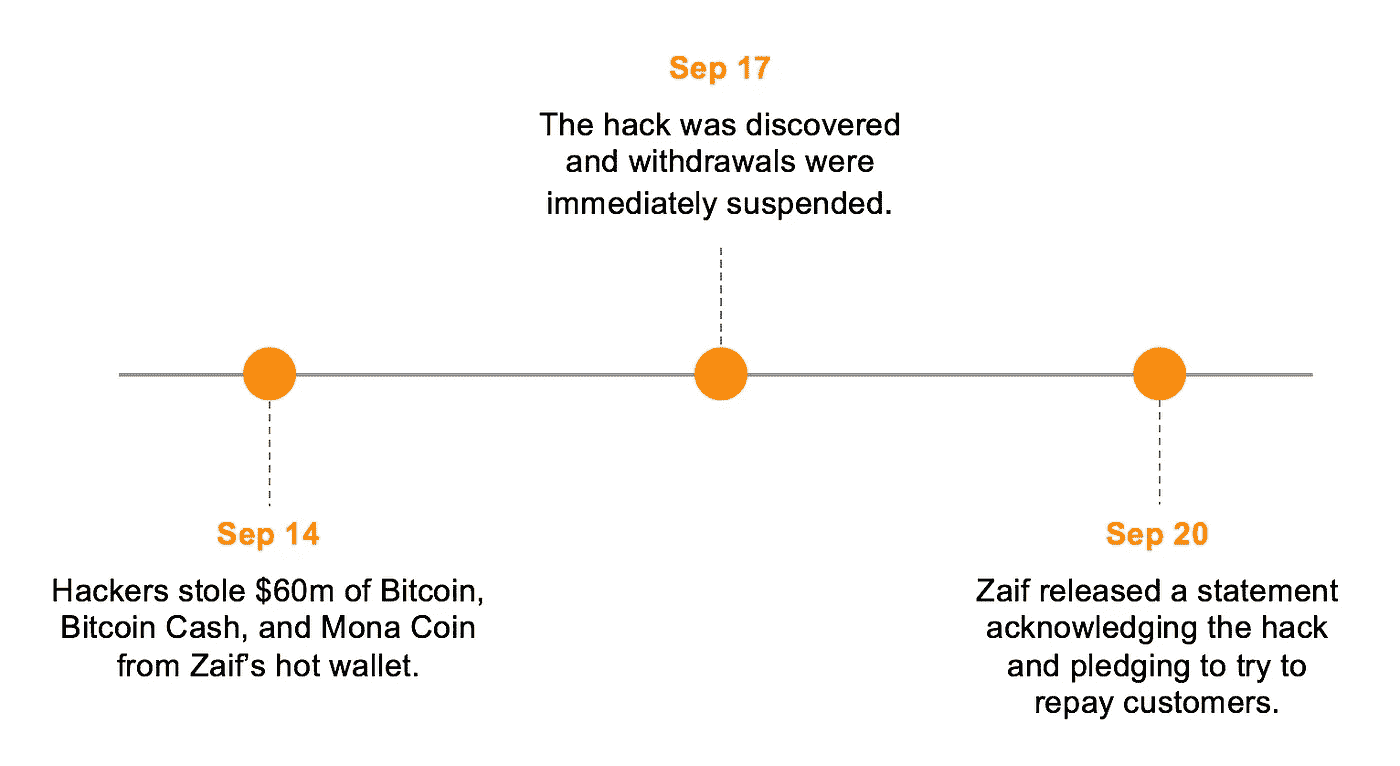 Sep 17
The hack was discovered
and withdrawals were
immediately suspended.
Sep 14
Hackers stole $60m of Bitcoin,
Bitcoin Cash, and Mona Coin
from Zaif's hot wallet.
Sep 20
Zaif released a statement
acknowledging the hack
and pledging to try to
repay customers.